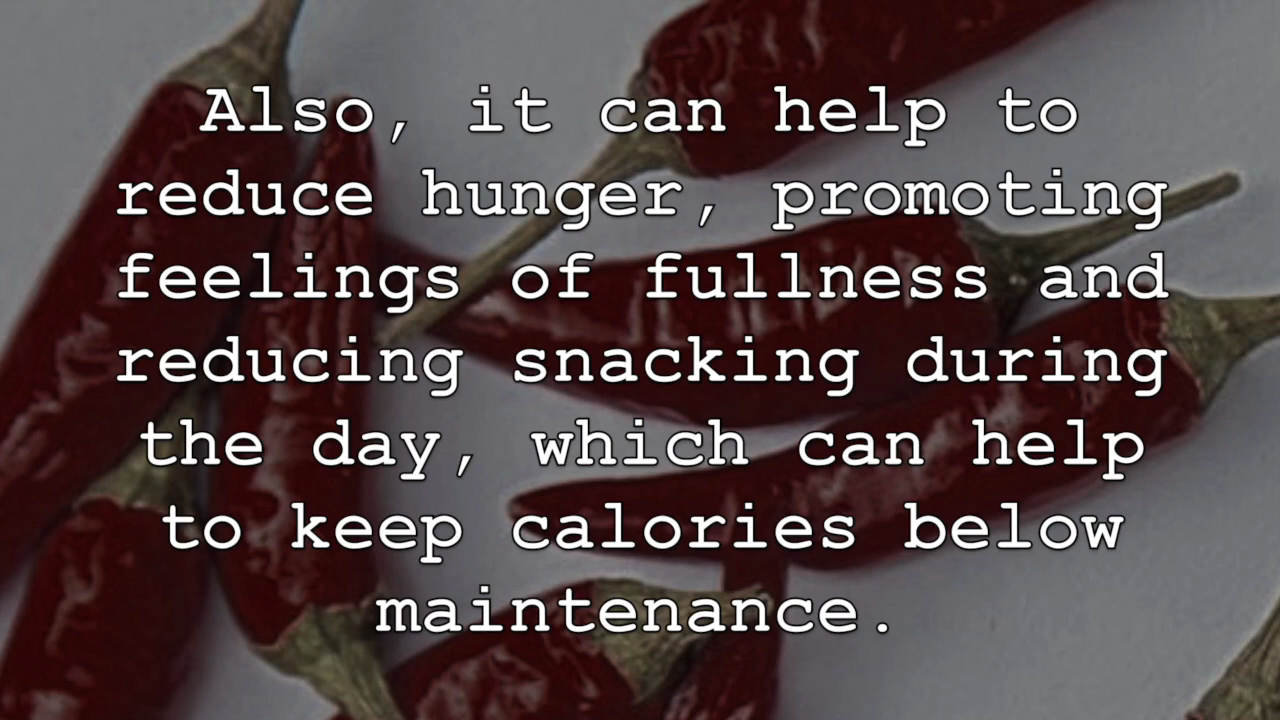 Also, it can help to
reduce hunger, promoting
feelings of fullness and
reducing snacking during
the day, which can help
to keep calories below
maintenance.